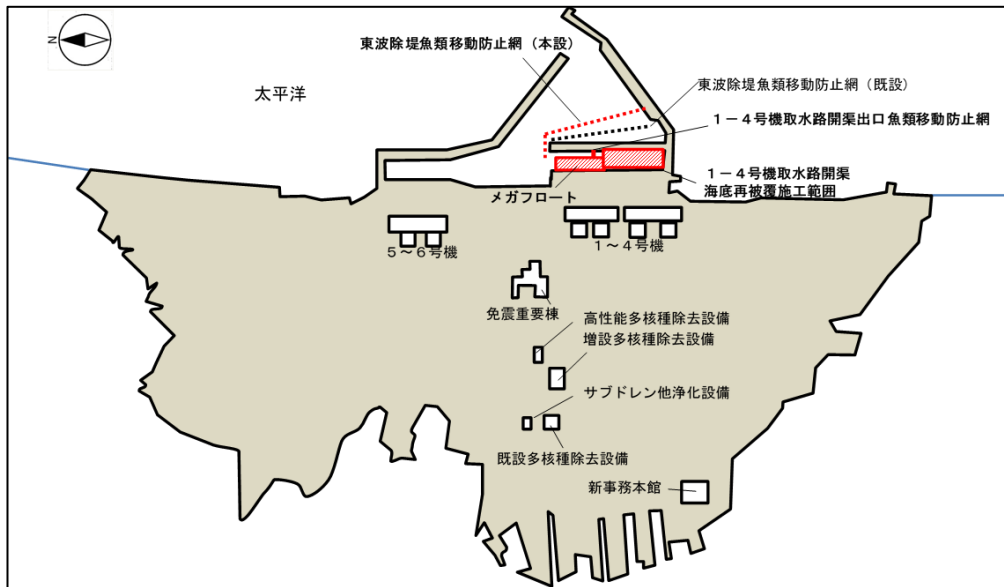 N
東波除堤魚類移動防止網（本設）
太平洋
東波除堤魚類移動防止網（既設）
１－４号機取水路開渠出口魚類移動防止網
１－４号機取水路開渠
海底再被覆施工範囲
メガフロート
５～６号機
１～４号機
免震重要棟
高性能多核種除去設備
増設多核種除去設備
サブドレン他浄化設備
既設多核種除去設備
新事務本館